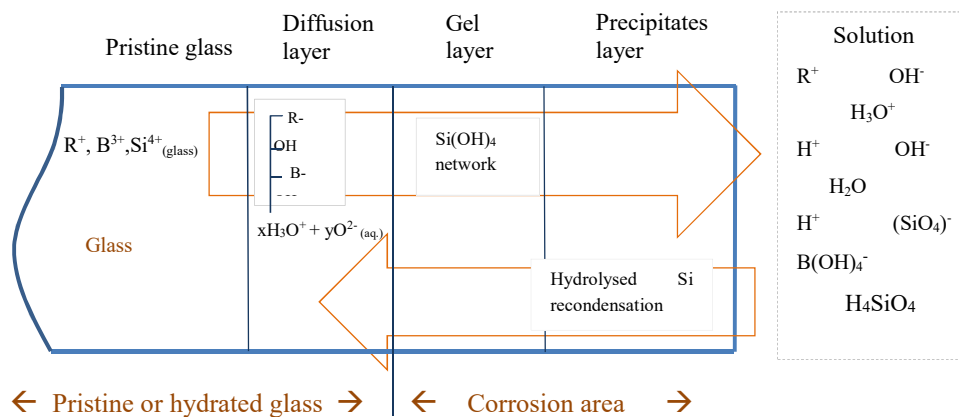 Pristine glass
Diffusion
layer
Gel
layer
Precipitates
layer
Solution
R⁺ OH⁻
H₃O⁺
H⁺ OH⁻
H₂O
H⁺ (SiO₄)⁻
B(OH)₄⁻
H₄SiO₄
R⁺, B³⁺,Si⁴⁺(glass)
R-
OH
B-
Si(OH)₄
network
xH₃O⁺ + yO²⁻ (aq.)
Glass
Hydrolysed Si
recondensation
← Pristine or hydrated glass →
← Corrosion area →